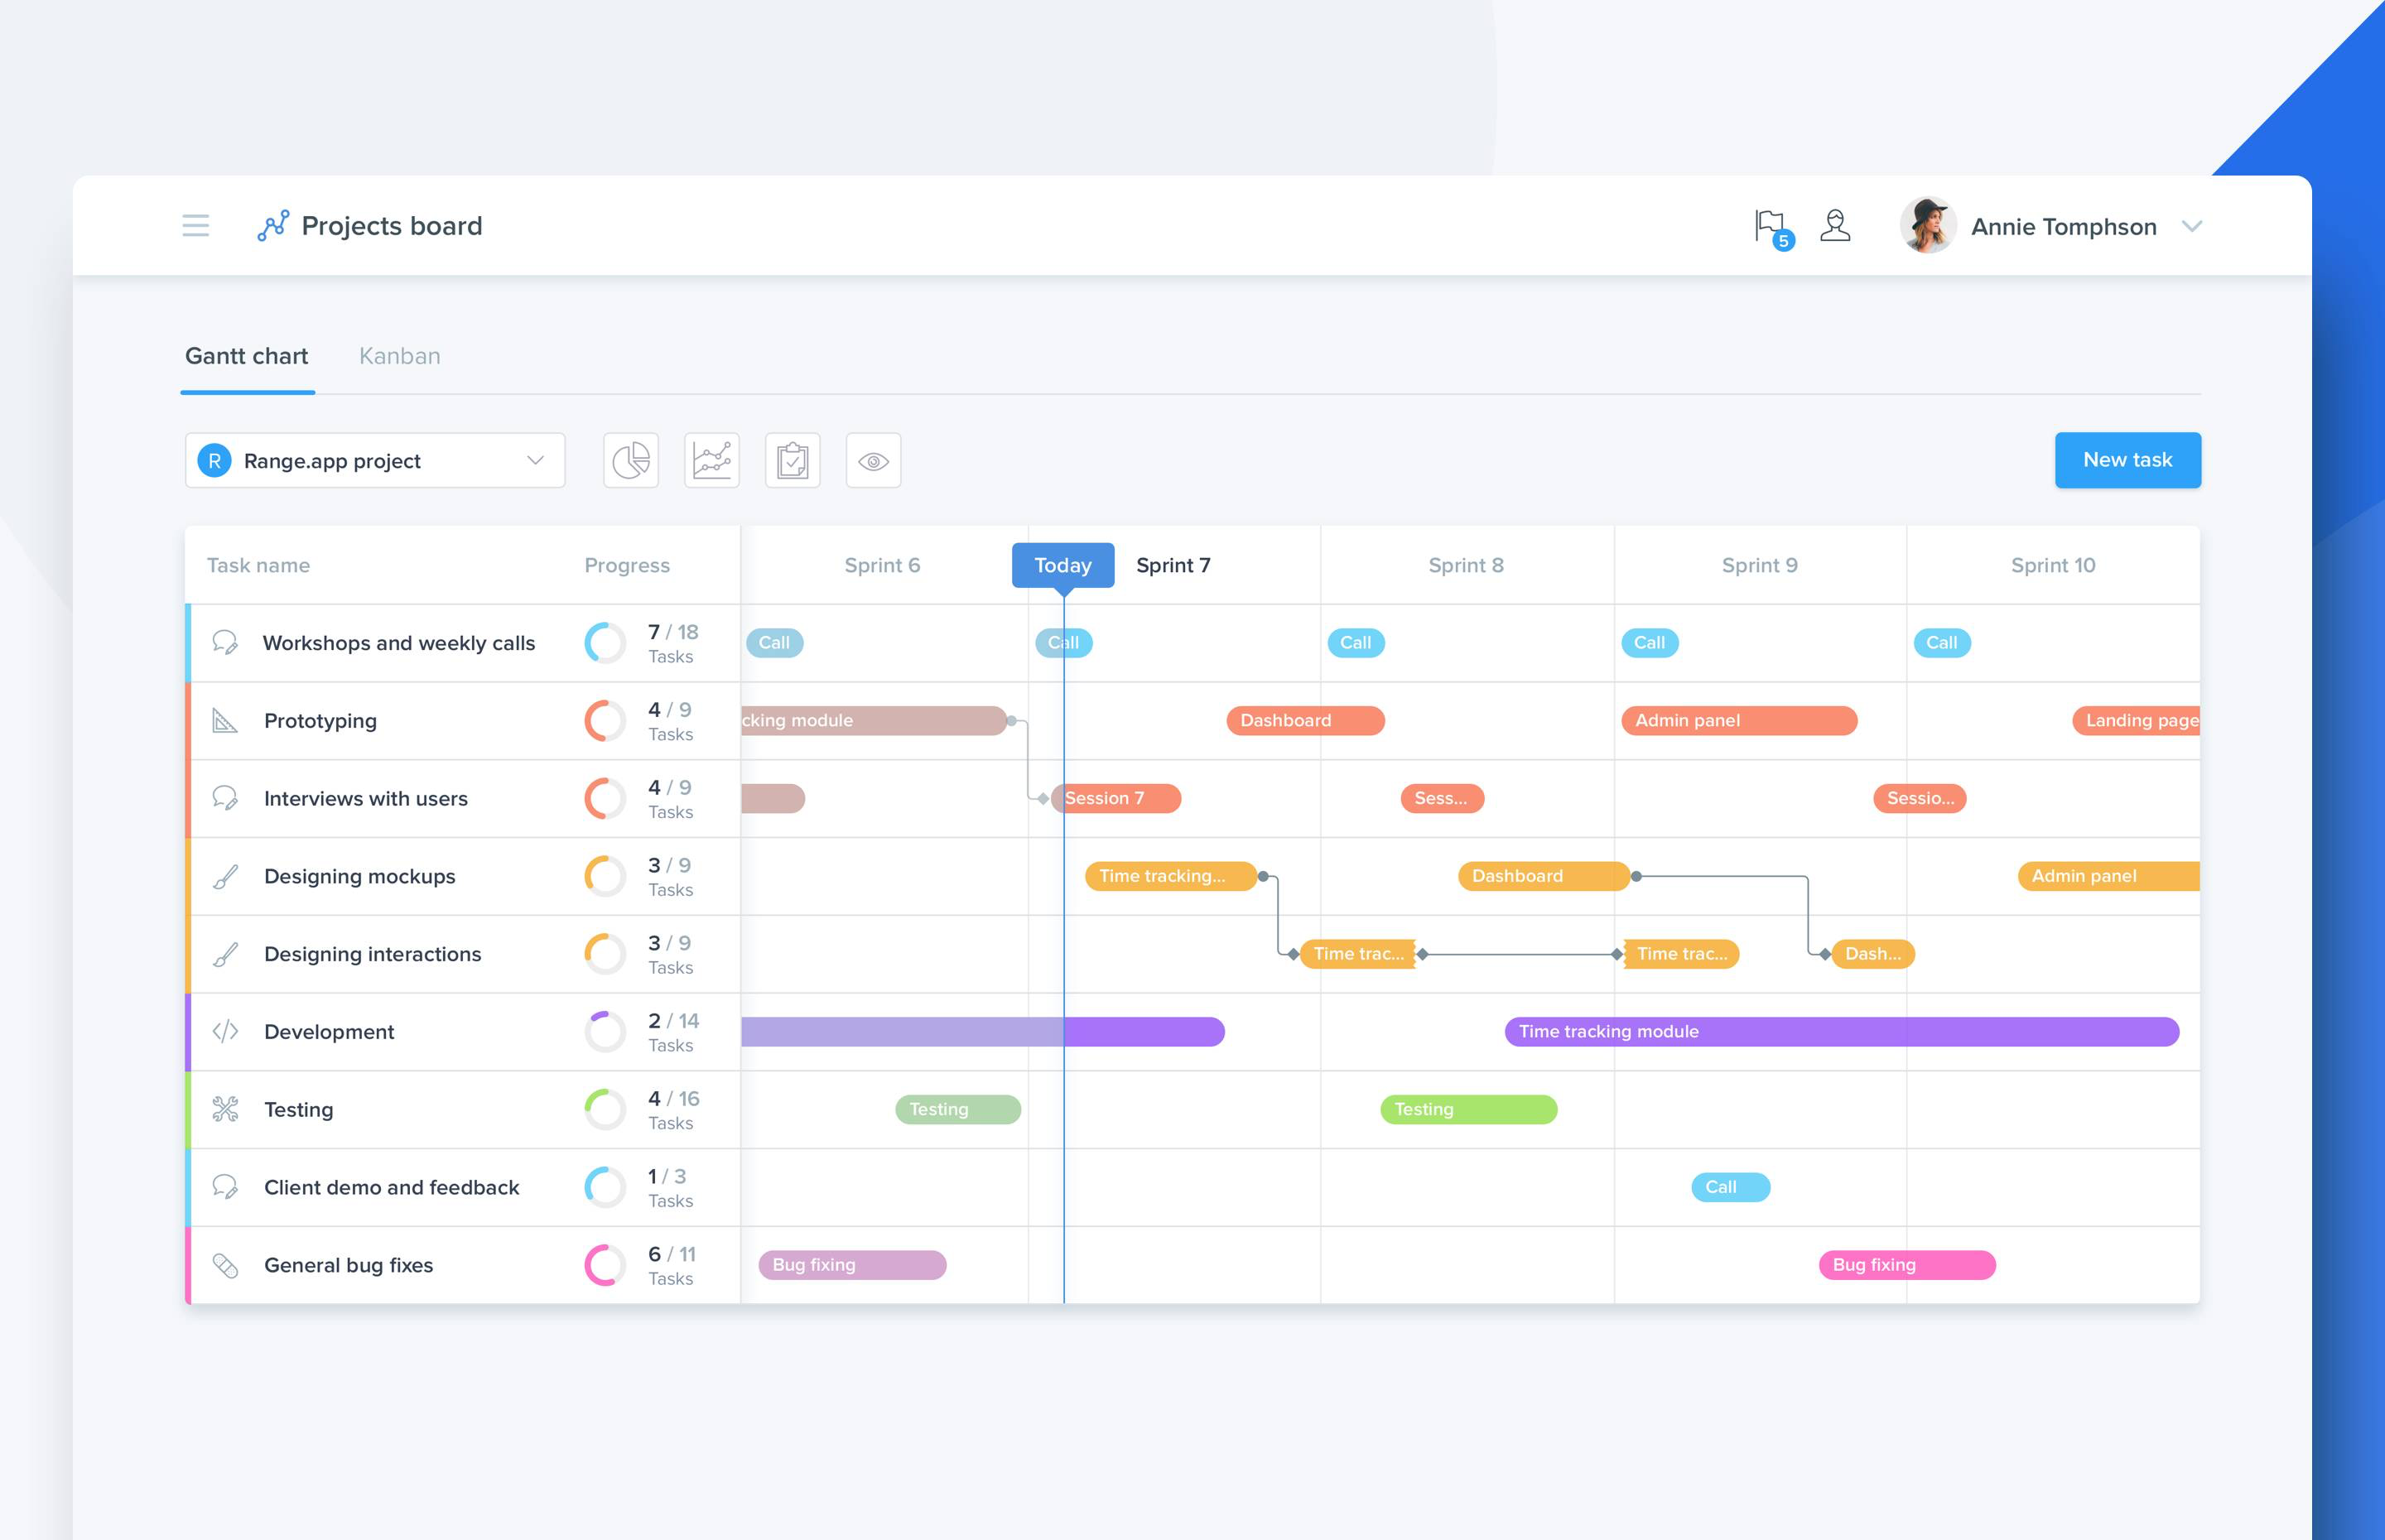 Projects board
5
Annie Tomphson
Gantt chart
Kanban
R
Range.app project
New task
Task name
Progress
Sprint 6
Today
Sprint 7
Sprint 8
Sprint 9
Sprint 10
Workshops and weekly calls
7 / 18
Tasks
Call
Call
Call
Call
Call
Prototyping
4 / 9
Tasks
cking module
Dashboard
Admin panel
Landing page
Interviews with users
4 / 9
Tasks
Session 7
Sess...
Sessio...
Designing mockups
3 / 9
Tasks
Time tracking...
Dashboard
Admin panel
Designing interactions
3 / 9
Tasks
Time trac...
Time trac...
Dash...
Development
2 / 14
Tasks
Time tracking module
Testing
4 / 16
Tasks
Testing
Testing
Client demo and feedback
1 / 3
Tasks
Call
General bug fixes
6 / 11
Tasks
Bug fixing
Bug fixing